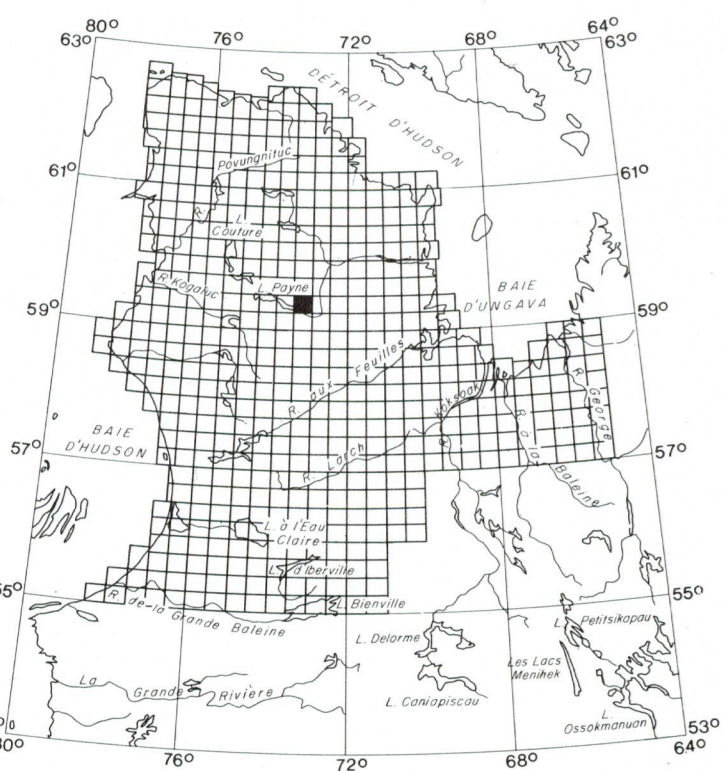 80° 76° 72° 68° 64°
63° 63°
DÉTROIT
D'HUDSON
Povungnituc
R.
61° 61°
L.
Couture
R. Kogaluc
L. Payne
BAIE
D'UNGAVA
59° 59°
R. aux Feuilles
Koksoak
R.
R. George
BAIE
D'HUDSON
57° 57°
R. Larch
R. à la
Baleine
L. à l'Eau
Claire
L. d'Iberville
55° 55°
R. de-la Grande Baleine
L. Bienville
L. Petitsikapau
L. Delorme
Les Lacs
Menihek
La Grande Rivière
L. Caniapiscau
L.
Ossokmanuan
53°
80° 76° 72° 68° 64°